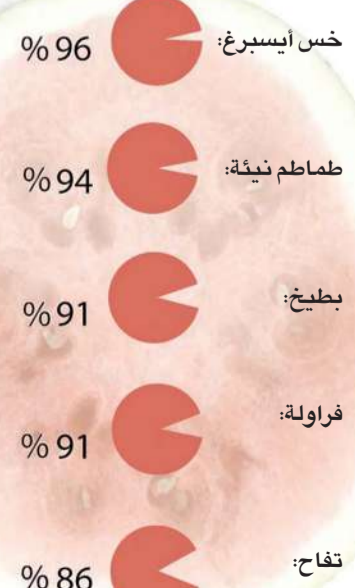 خس أيسبرغ: 96 %
طماطم نيئة: 94 %
بطيخ: 91 %
فراولة: 91 %
تفاح: 86 %